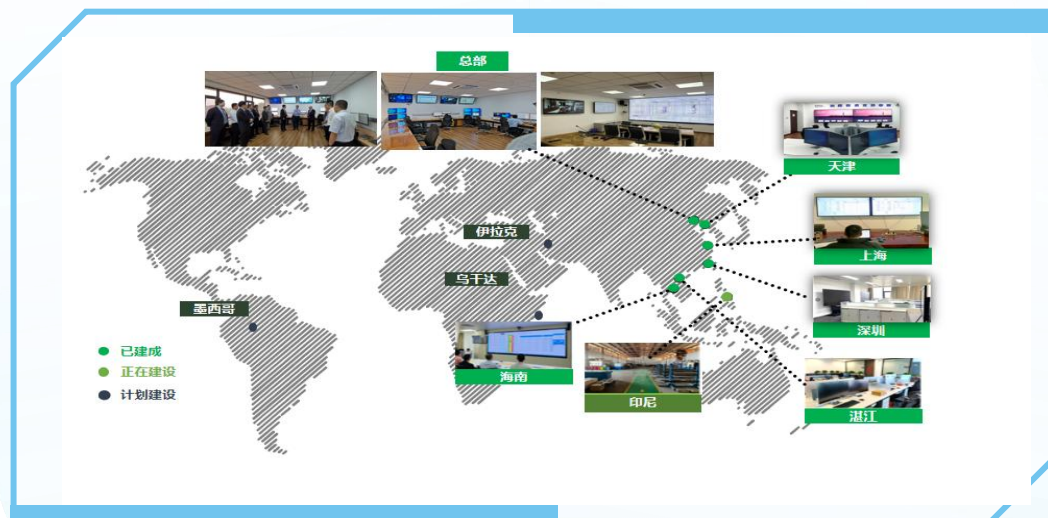 总部
天津
伊拉克
上海
乌干达
墨西哥
深圳
已建成
正在建设
海南
计划建设
印尼
湛江